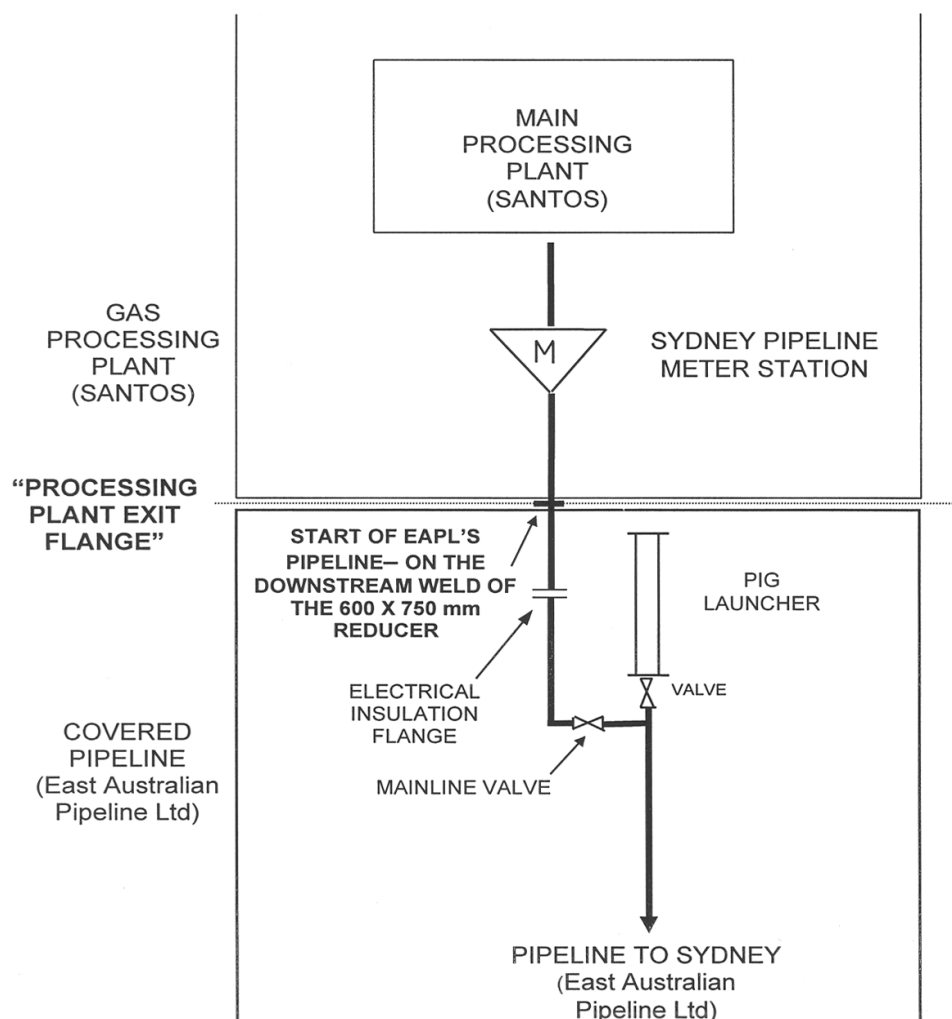 MAIN
PROCESSING
PLANT
(SANTOS)
GAS
PROCESSING
PLANT
(SANTOS)
M
SYDNEY PIPELINE
METER STATION
“PROCESSING
PLANT EXIT
FLANGE”
START OF EAPL’S
PIPELINE– ON THE
DOWNSTREAM WELD OF
THE 600 X 750 mm
REDUCER
PIG
LAUNCHER
ELECTRICAL
INSULATION
FLANGE
VALVE
COVERED
PIPELINE
(East Australian
Pipeline Ltd)
MAINLINE VALVE
PIPELINE TO SYDNEY
(East Australian
Pipeline Ltd)